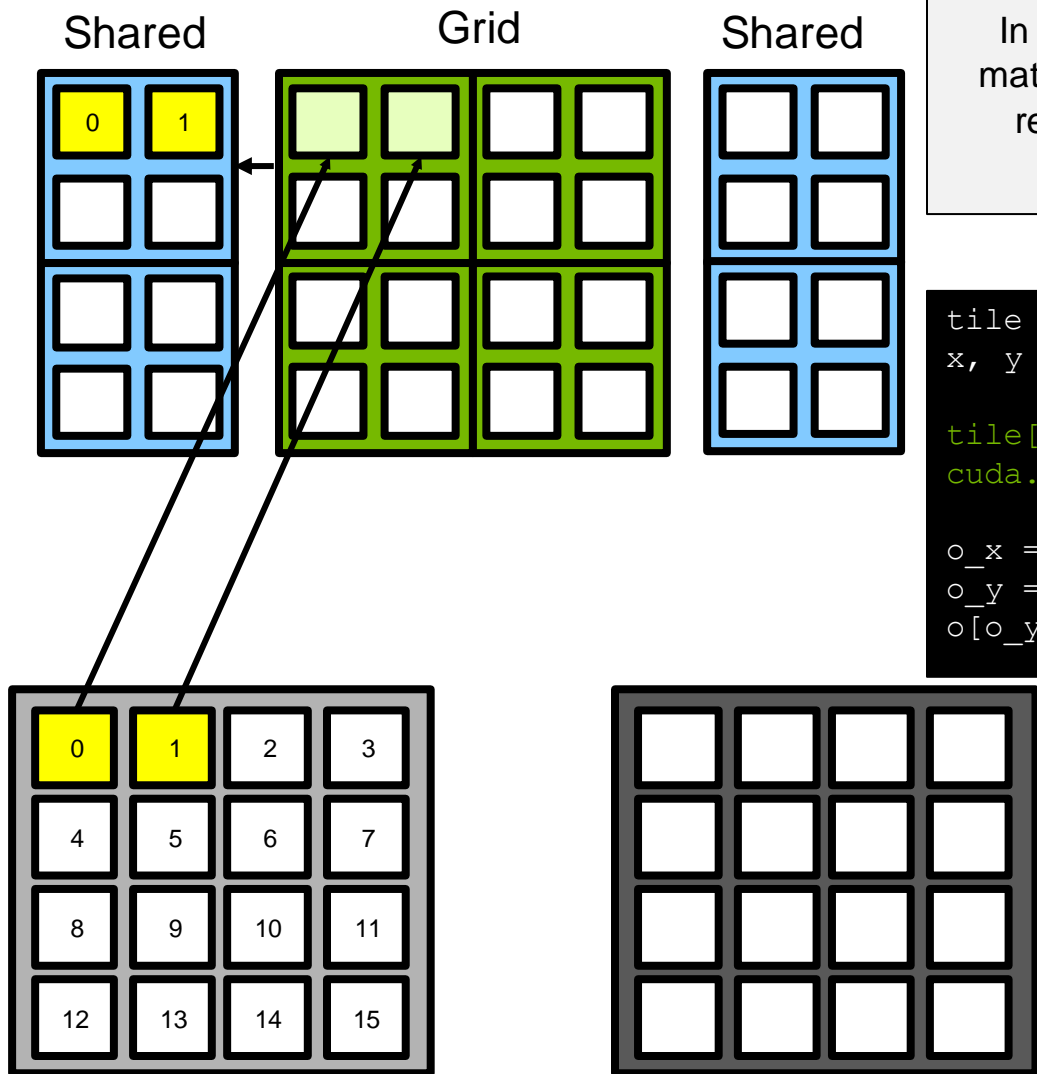 Shared
Grid
Shared
In
mat
re
0 1
tile
x, y
tile[
cuda.
o_x =
o_y =
o[o_y
0 1 2 3
4 5 6 7
8 9 10 11
12 13 14 15